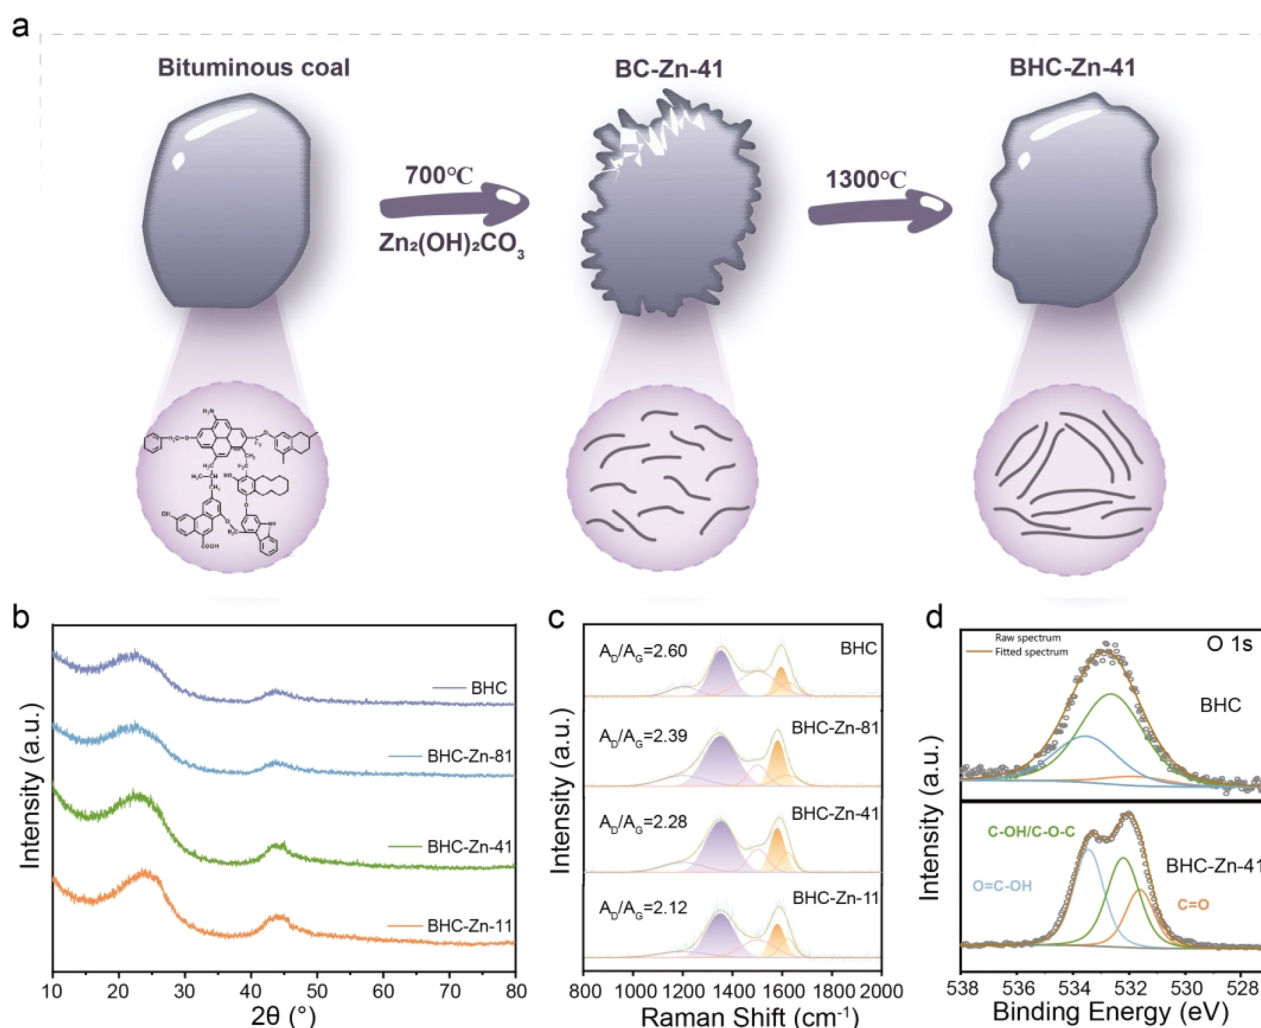 a
Bituminous coal
BC-Zn-41
BHC-Zn-41
700℃
Zn₂(OH)₂CO₃
1300℃
H₂N
COOH
b
Intensity (a.u.)
BHC
BHC-Zn-81
BHC-Zn-41
BHC-Zn-11
10 20 30 40 50 60 70 80
2θ (°)
c
Intensity (a.u.)
A_D/A_G=2.60
BHC
A_D/A_G=2.39
BHC-Zn-81
A_D/A_G=2.28
BHC-Zn-41
A_D/A_G=2.12
BHC-Zn-11
800 1000 1200 1400 1600 1800 2000
Raman Shift (cm⁻¹)
d
Intensity (a.u.)
Raw spectrum
Fitted spectrum
O 1s
BHC
Intensity (a.u.)
C-OH/C-O-C
O=C-OH
BHC-Zn-41
C=O
538 536 534 532 530 528
Binding Energy (eV)